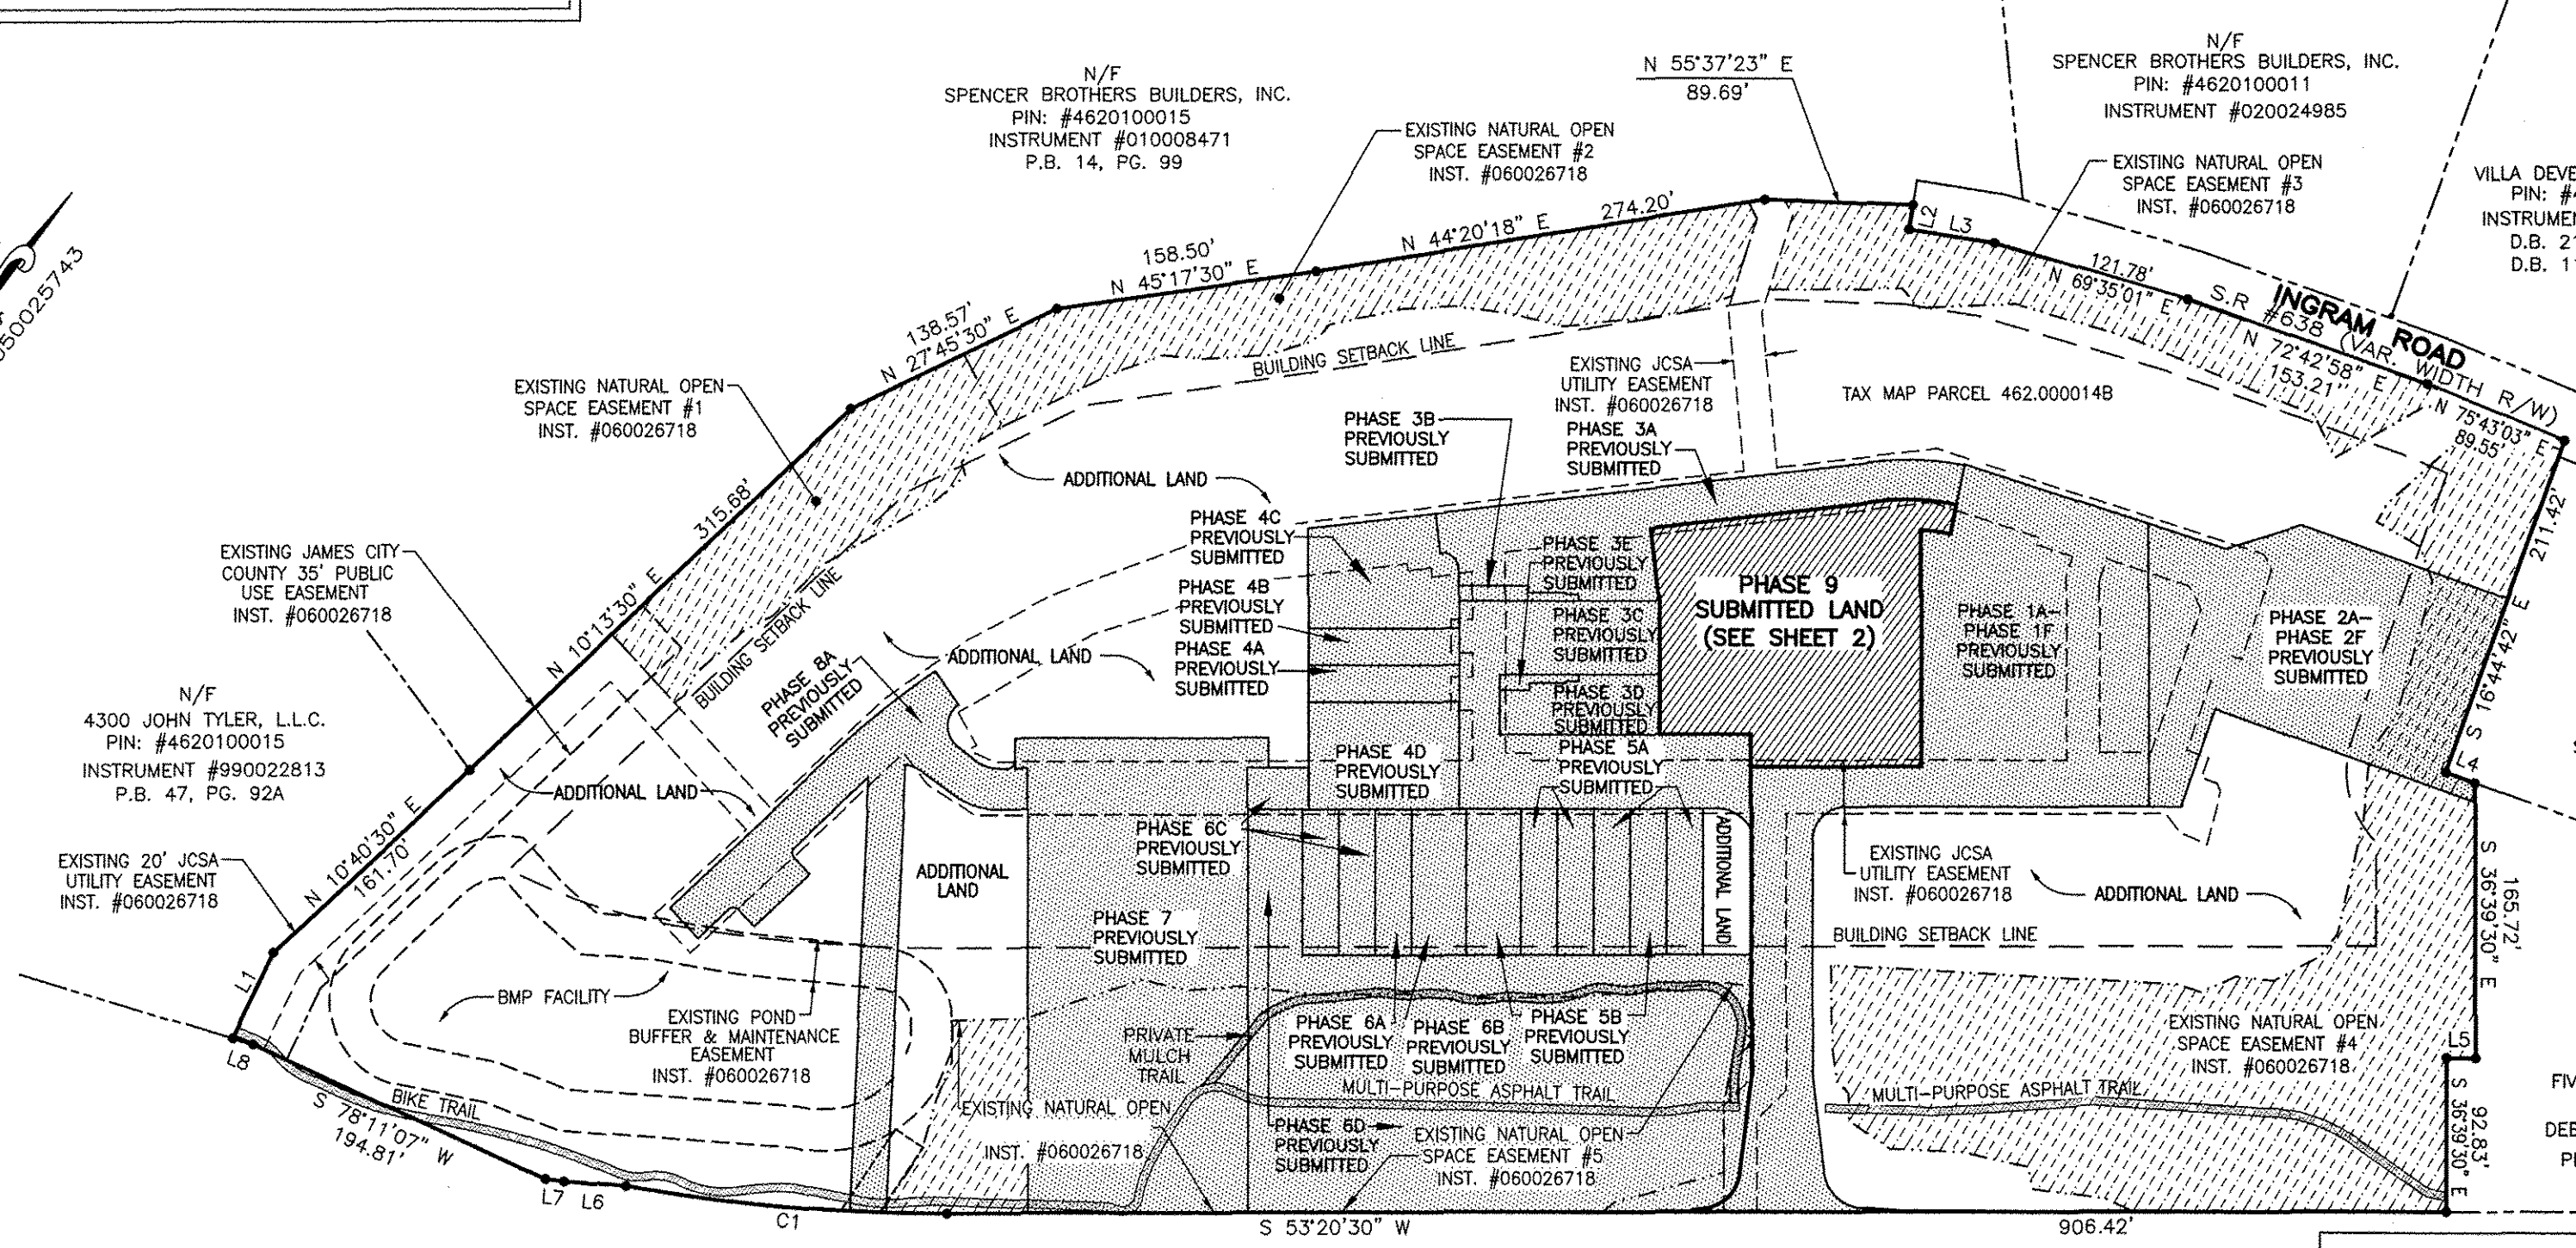 N/F
SPENCER BROTHERS BUILDERS, INC.
PIN: #4620100015
INSTRUMENT #010008471
P.B. 14, PG. 99
N 55°37'23" E
89.69'
N/F
SPENCER BROTHERS BUILDERS, INC.
PIN: #4620100011
INSTRUMENT #020024985
EXISTING NATURAL OPEN
SPACE EASEMENT #2
INST. #060026718
EXISTING NATURAL OPEN
SPACE EASEMENT #3
INST. #060026718
VILLA DEVE
PIN: #4
INSTRUMEN
D.B. 21
D.B. 11
050025743
274.20'
N 44°20'18" E
158.50'
N 45°17'30" E
138.57'
N 27°45'30" E
L2
L3
121.78'
N 69°35'01" E
S.R #638 (VAR. WIDTH R/W)
INGRAM ROAD
N 72°42'58" E
153.21'
N 75°43'03" E
89.55'
211.42'
S 16°44'42" E
BUILDING SETBACK LINE
EXISTING JCSA
UTILITY EASEMENT
INST. #060026718
TAX MAP PARCEL 462.000014B
EXISTING NATURAL OPEN
SPACE EASEMENT #1
INST. #060026718
PHASE 3B
PREVIOUSLY
SUBMITTED
PHASE 3A
PREVIOUSLY
SUBMITTED
ADDITIONAL LAND
315.68'
N 10°13'30" E
PHASE 4C
PREVIOUSLY
SUBMITTED
PHASE 3E
PREVIOUSLY
SUBMITTED
EXISTING JAMES CITY
COUNTY 35' PUBLIC
USE EASEMENT
INST. #060026718
PHASE 4B
PREVIOUSLY
SUBMITTED
PHASE 3C
PREVIOUSLY
SUBMITTED
PHASE 9
SUBMITTED LAND
(SEE SHEET 2)
PHASE 1A-
PHASE 1F
PREVIOUSLY
SUBMITTED
PHASE 2A-
PHASE 2F
PREVIOUSLY
SUBMITTED
BUILDING SETBACK LINE
ADDITIONAL LAND
PHASE 4A
PREVIOUSLY
SUBMITTED
PHASE 8A
PREVIOUSLY
SUBMITTED
PHASE 3D
PREVIOUSLY
SUBMITTED
N/F
4300 JOHN TYLER, L.L.C.
PIN: #4620100015
INSTRUMENT #990022813
P.B. 47, PG. 92A
PHASE 4D
PREVIOUSLY
SUBMITTED
PHASE 5A
PREVIOUSLY
SUBMITTED
L4
ADDITIONAL LAND
N 10°40'30" E
161.70'
EXISTING 20' JCSA
UTILITY EASEMENT
INST. #060026718
PHASE 6C
PREVIOUSLY
SUBMITTED
ADDITIONAL
LAND
ADDITIONAL LAND
EXISTING JCSA
UTILITY EASEMENT
INST. #060026718
ADDITIONAL LAND
165.72'
S 36°39'30" E
PHASE 7
PREVIOUSLY
SUBMITTED
BUILDING SETBACK LINE
L1
BMP FACILITY
EXISTING POND
BUFFER & MAINTENANCE
EASEMENT
INST. #060026718
PRIVATE
MULCH
TRAIL
PHASE 6A
PREVIOUSLY
SUBMITTED
PHASE 6B
PREVIOUSLY
SUBMITTED
PHASE 5B
PREVIOUSLY
SUBMITTED
EXISTING NATURAL OPEN
SPACE EASEMENT #4
INST. #060026718
L5
L8
MULTI-PURPOSE ASPHALT TRAIL
MULTI-PURPOSE ASPHALT TRAIL
BIKE TRAIL
S 78°11'07" W
194.81'
EXISTING NATURAL OPEN
INST. #060026718
PHASE 6D
PREVIOUSLY
SUBMITTED
EXISTING NATURAL OPEN
SPACE EASEMENT #5
INST. #060026718
92.83'
S 36°39'30" E
FIV
DEE
L7
L6
C1
S 53°20'30" W
906.42'